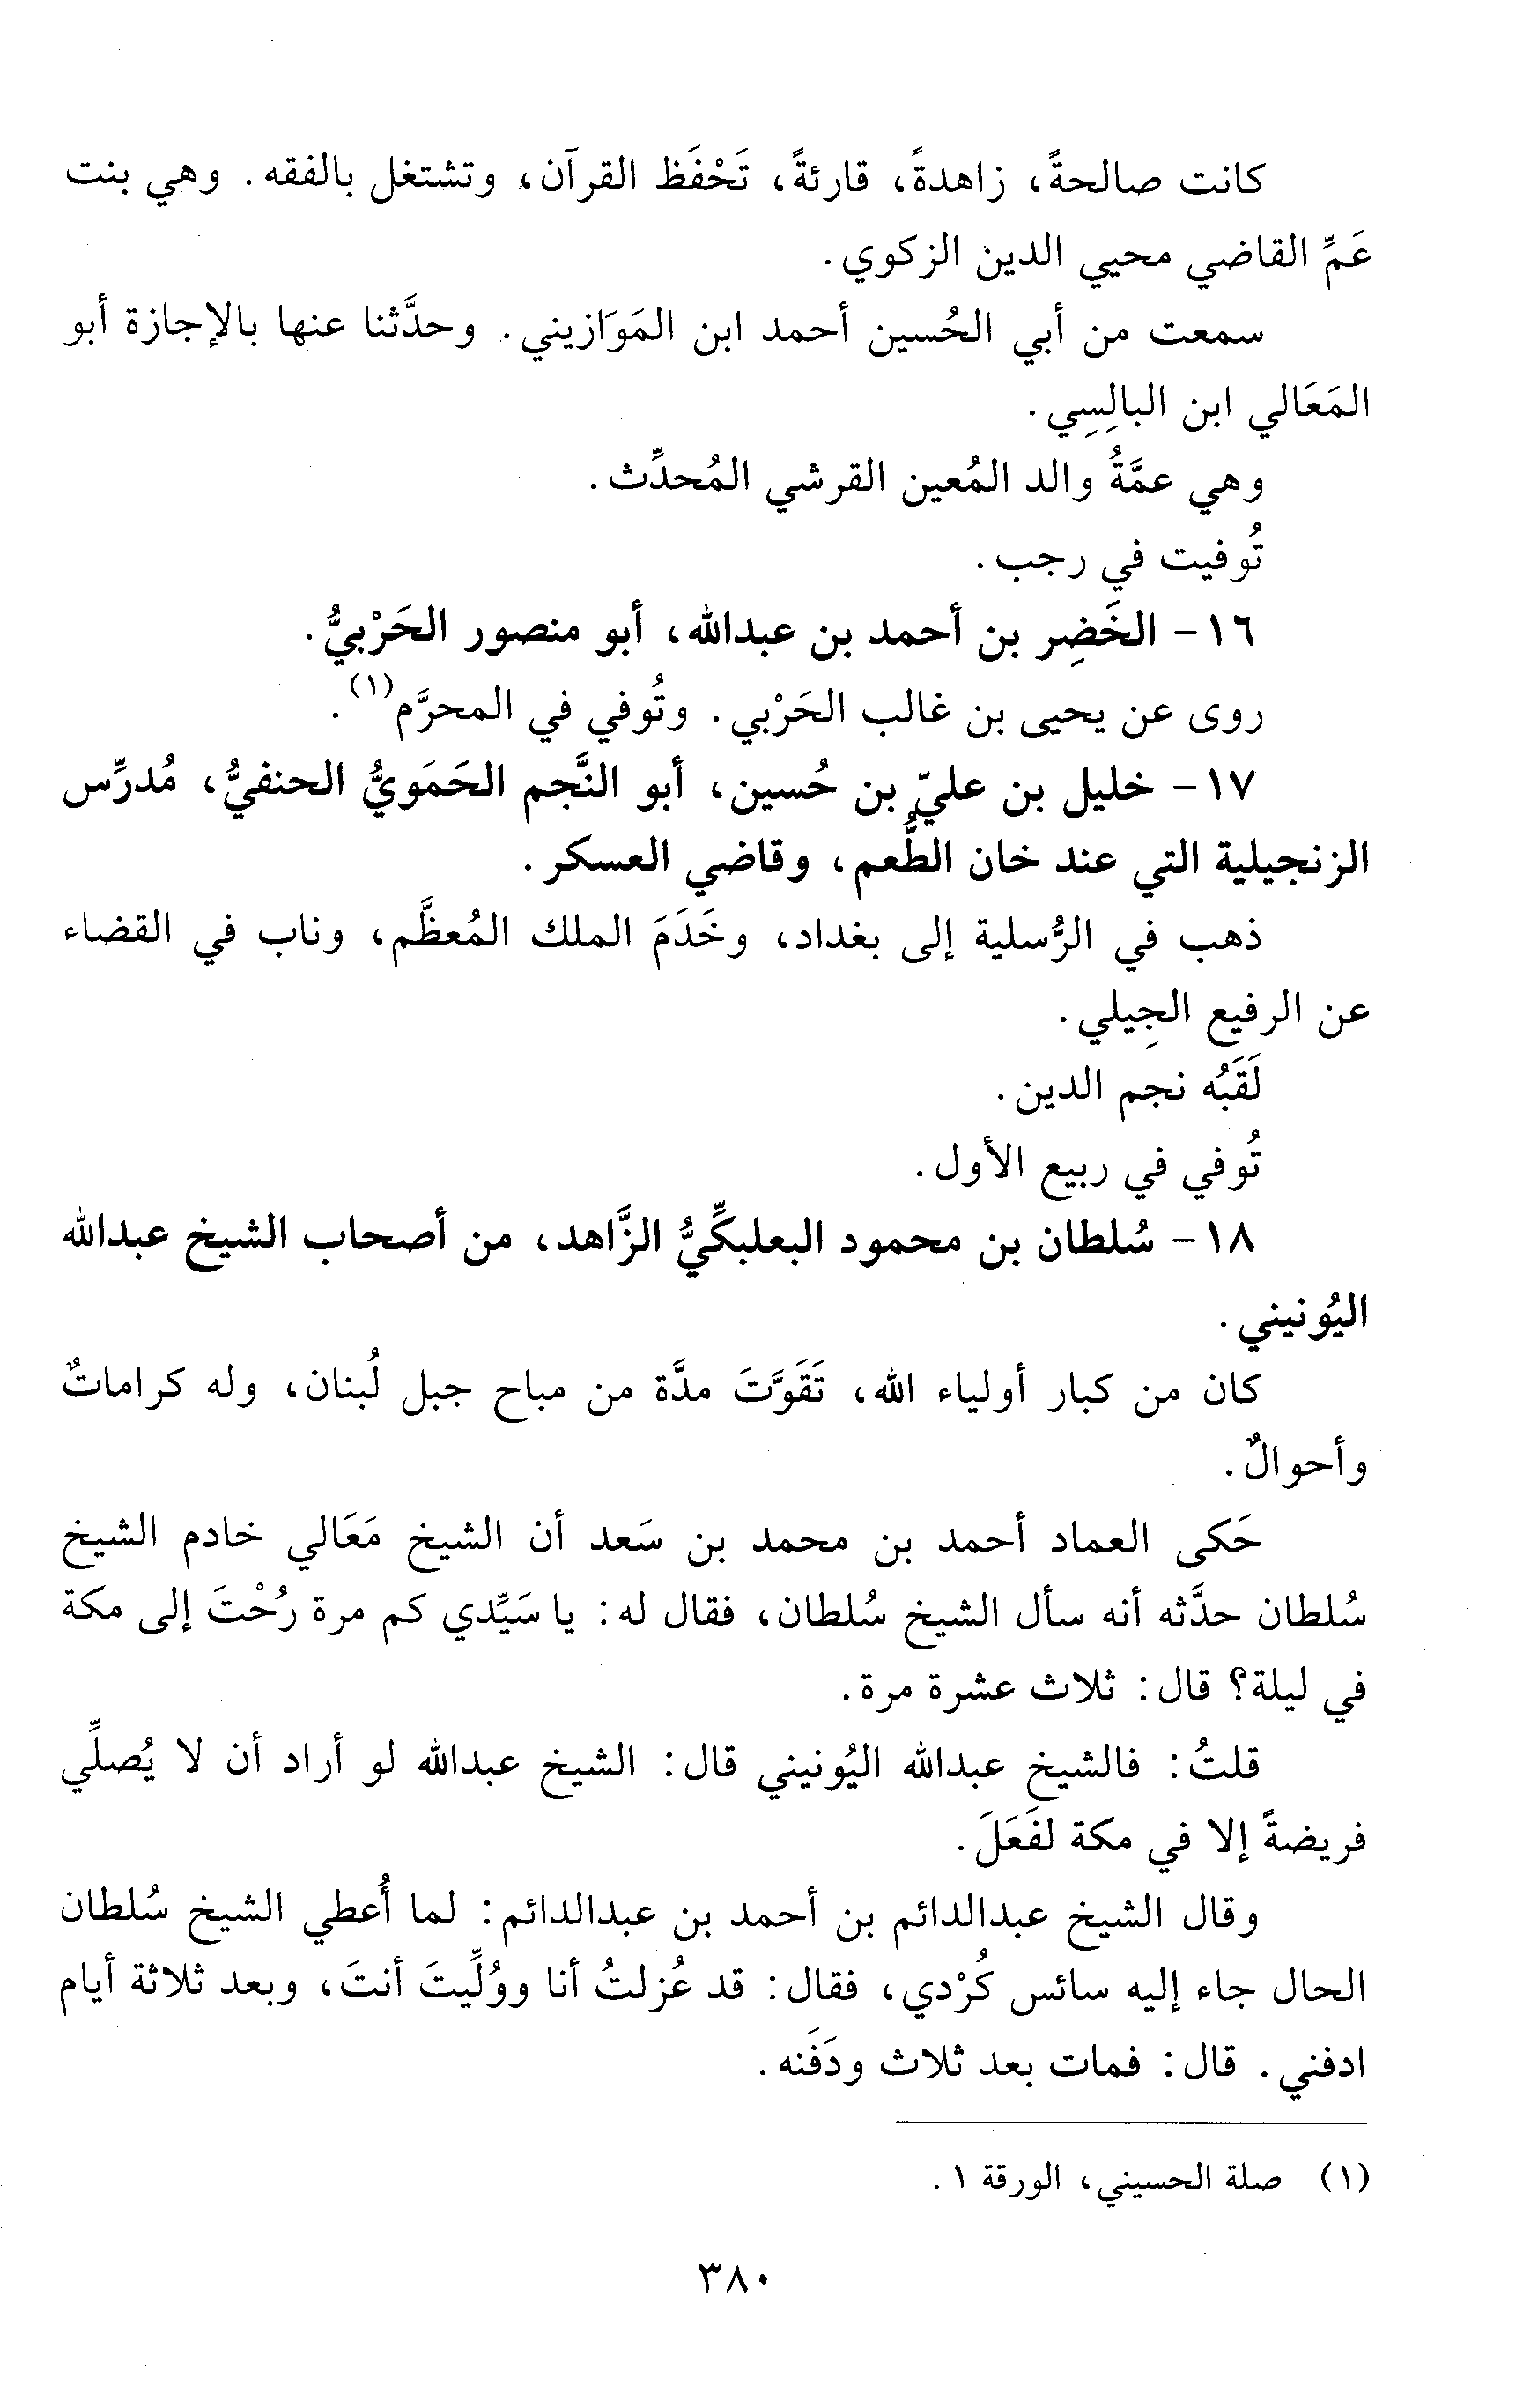 كانت صالحةً، زاهدةً، قارئةً، تَحْفَظ القرآن، وتشتغل بالفقه. وهي بنت
عَمِّ القاضي محيي الدين الزكوي.
سمعت من أبي الحُسين أحمد ابن المَوَازيني. وحدَّثنا عنها بالإجازة أبو
المَعَالي ابن البالِسِي.
وهي عمَّةُ والد المُعين القرشي المُحدِّث.
تُوفيت في رجب.
١٦- الخَضِر بن أحمد بن عبدالله، أبو منصور الحَرْبيُّ.
روى عن يحيى بن غالب الحَرْبي. وتُوفي في المحرَّم(١).
١٧- خليل بن عليّ بن حُسين، أبو النَّجم الحَمَويُّ الحنفيُّ، مُدرِّس
الزنجيلية التي عند خان الطُّعم، وقاضي العسكر.
ذهب في الرُّسلية إلى بغداد، وخَدَمَ الملك المُعظَّم، وناب في القضاء
عن الرفيع الجِيلي.
لَقَبُه نجم الدين.
تُوفي في ربيع الأول.
١٨- سُلطان بن محمود البعلبكِّيُّ الزَّاهد، من أصحاب الشيخ عبدالله
اليُونيني.
كان من كبار أولياء الله، تَقَوَّتَ مدَّة من مباح جبل لُبنان، وله كراماتٌ
وأحوالٌ.
حَكى العماد أحمد بن محمد بن سَعد أن الشيخ مَعَالي خادم الشيخ
سُلطان حدَّثه أنه سأل الشيخ سُلطان، فقال له: يا سَيِّدي كم مرة رُحْتَ إلى مكة
في ليلة؟ قال: ثلاث عشرة مرة.
قلتُ: فالشيخ عبدالله اليُونيني قال: الشيخ عبدالله لو أراد أن لا يُصلِّي
فريضةً إلا في مكة لفَعَلَ.
وقال الشيخ عبدالدائم بن أحمد بن عبدالدائم: لما أُعطي الشيخ سُلطان
الحال جاء إليه سائس كُرْدي، فقال: قد عُزلتُ أنا ووُلِّيتَ أنتَ، وبعد ثلاثة أيام
ادفني. قال: فمات بعد ثلاث ودَفَنه.
(١) صلة الحسيني، الورقة ١.
٣٨٠